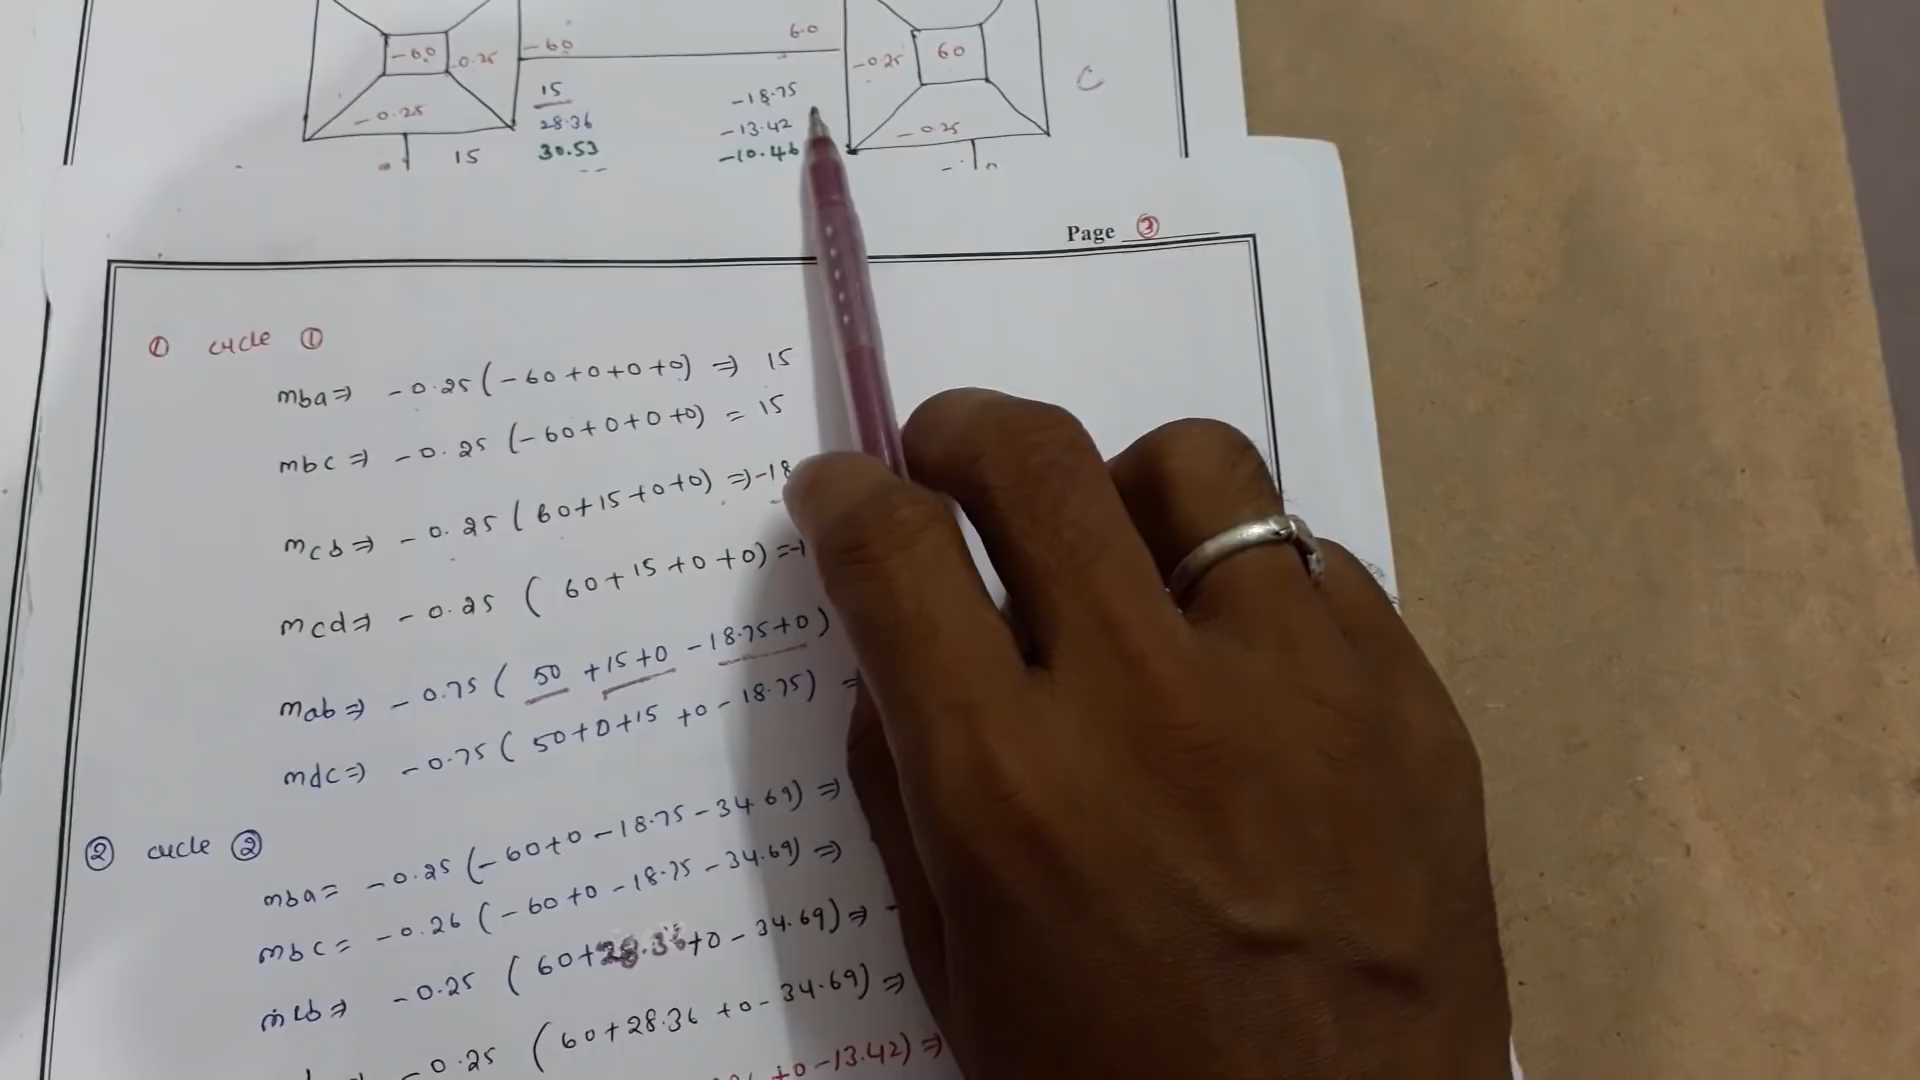 -60 -0.25 -60 6.0 -0.25 60
-0.25 15 -18.75 -0.25 C
28.36 -13.42
15 30.53 -10.46
Page ③
① cycle ①
mba⇒ -0.25(-60+0+0+0) ⇒ 15
mbc⇒ -0.25 (-60+0+0+0) = 15
mcb⇒ -0.25 (60+15+0+0) ⇒-18
mcd⇒ -0.25 ( 60+15+0+0) =-1
mab⇒ -0.75 ( 50 +15+0 -18.75+0)
mdc⇒ -0.75 ( 50+0+15 +0-18.75) =
② cycle ②
mba= -0.25 (-60+0-18.75-34.69) ⇒
mbc= -0.26 (-60+0-18.75-34.69) ⇒
mcb⇒ -0.25 ( 60+28.36+0-34.69) ⇒ -
-0.25 ( 60+28.36 +0-34.69) ⇒
+0-13.42) ⇒